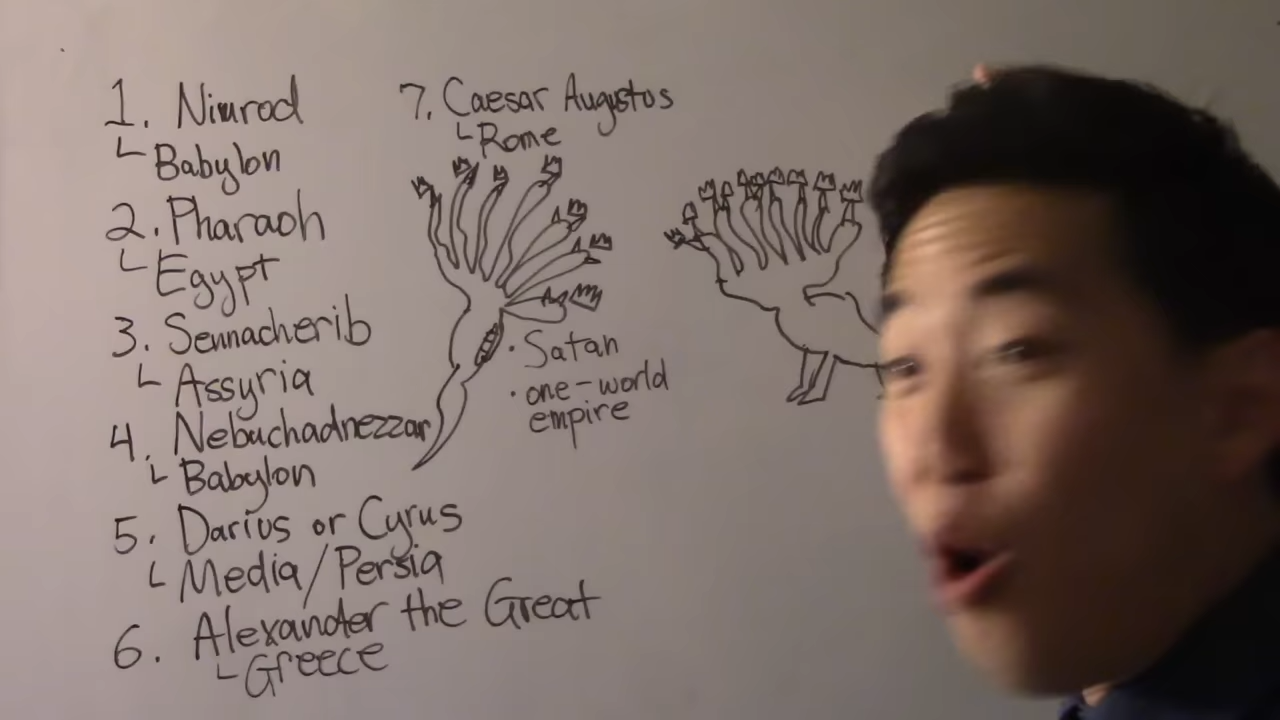 1. Nimrod
Babylon
2. Pharaoh
Egypt
3. Sennacherib
Assyria
4. Nebuchadnezzar
Babylon
5. Darius or Cyrus
Media/Persia
6. Alexander the Great
Greece
7. Caesar Augustos
Rome
• Satan
• one-world
empire